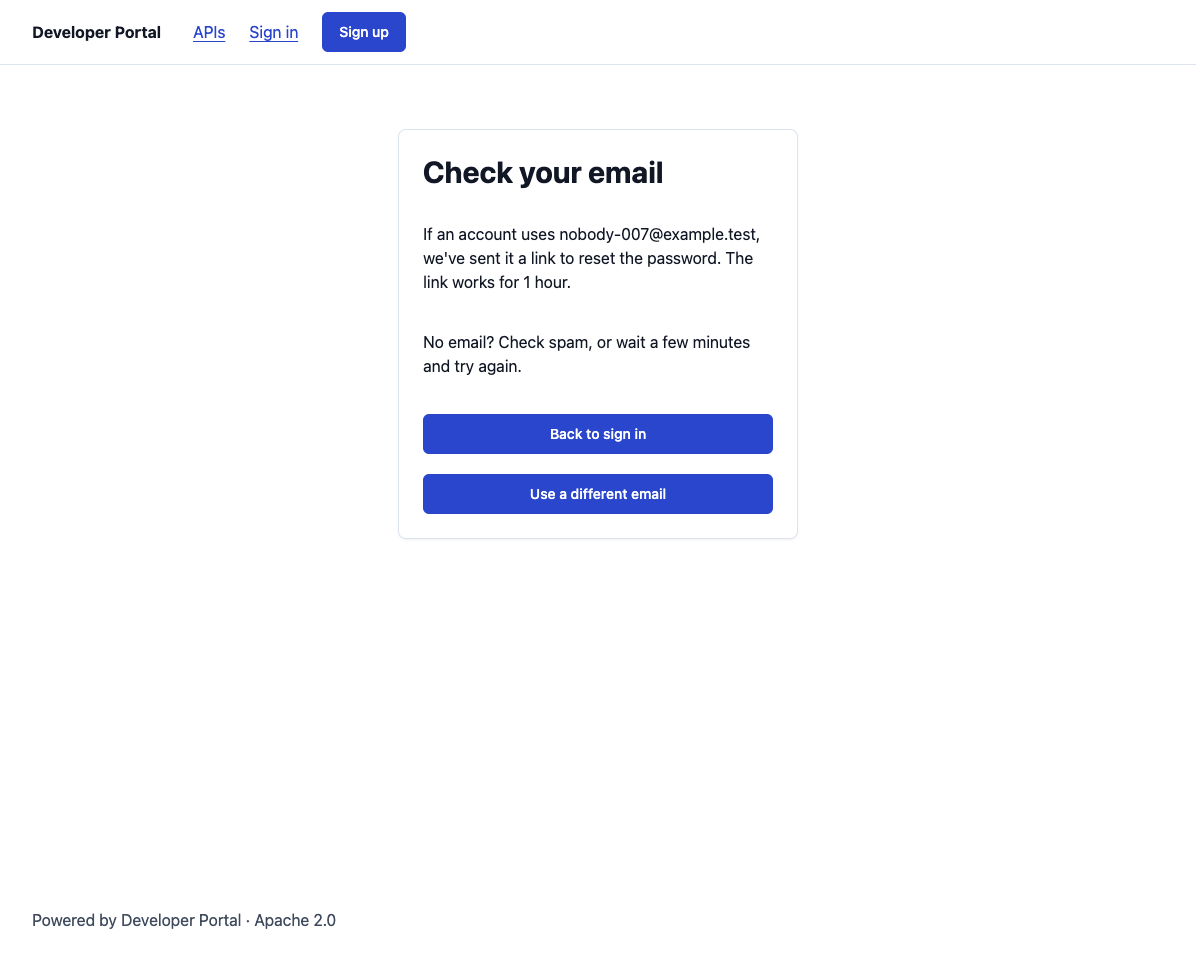 Developer Portal APIs Sign in Sign up
Check your email
If an account uses nobody-007@example.test,
we've sent it a link to reset the password. The
link works for 1 hour.
No email? Check spam, or wait a few minutes
and try again.
Back to sign in
Use a different email
Powered by Developer Portal · Apache 2.0